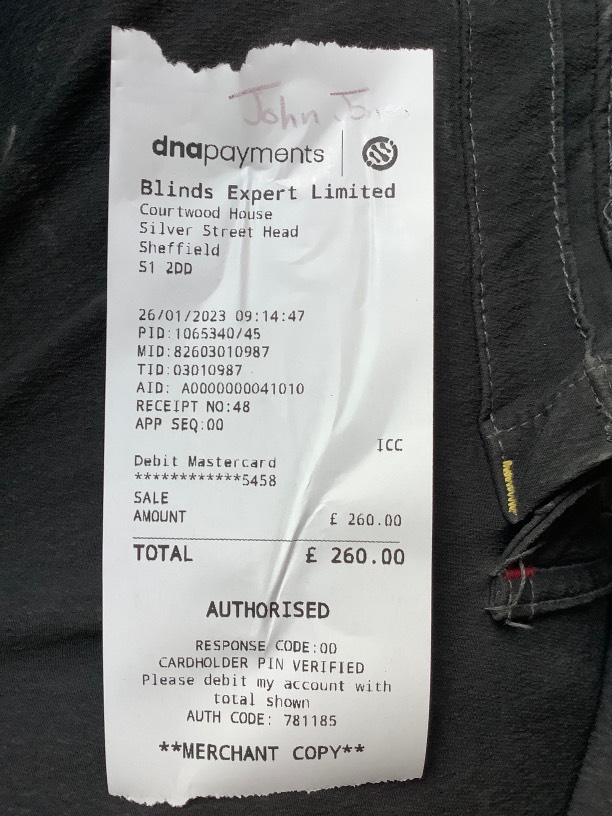 John
dnapayments
Blinds Expert Limited
Courtwood House
Silver Street Head
Sheffield
S1 2DD
26/01/2023 09:14:47
PID:1065340/45
MID:82603010987
TID:03010987
AID: A0000000041010
RECEIPT NO:48
APP SEQ:00
ICC
Debit Mastercard
************5458
SALE
AMOUNT £ 260.00
TOTAL £ 260.00
AUTHORISED
RESPONSE CODE:00
CARDHOLDER PIN VERIFIED
Please debit my account with
total shown
AUTH CODE: 781185
**MERCHANT COPY**